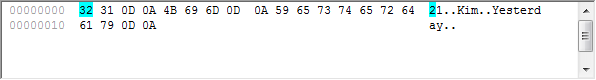 00000000 32 31 0D 0A 4B 69 6D 0D 0A 59 65 73 74 65 72 64 21..Kim..Yesterd
00000010 61 79 0D 0A ay..